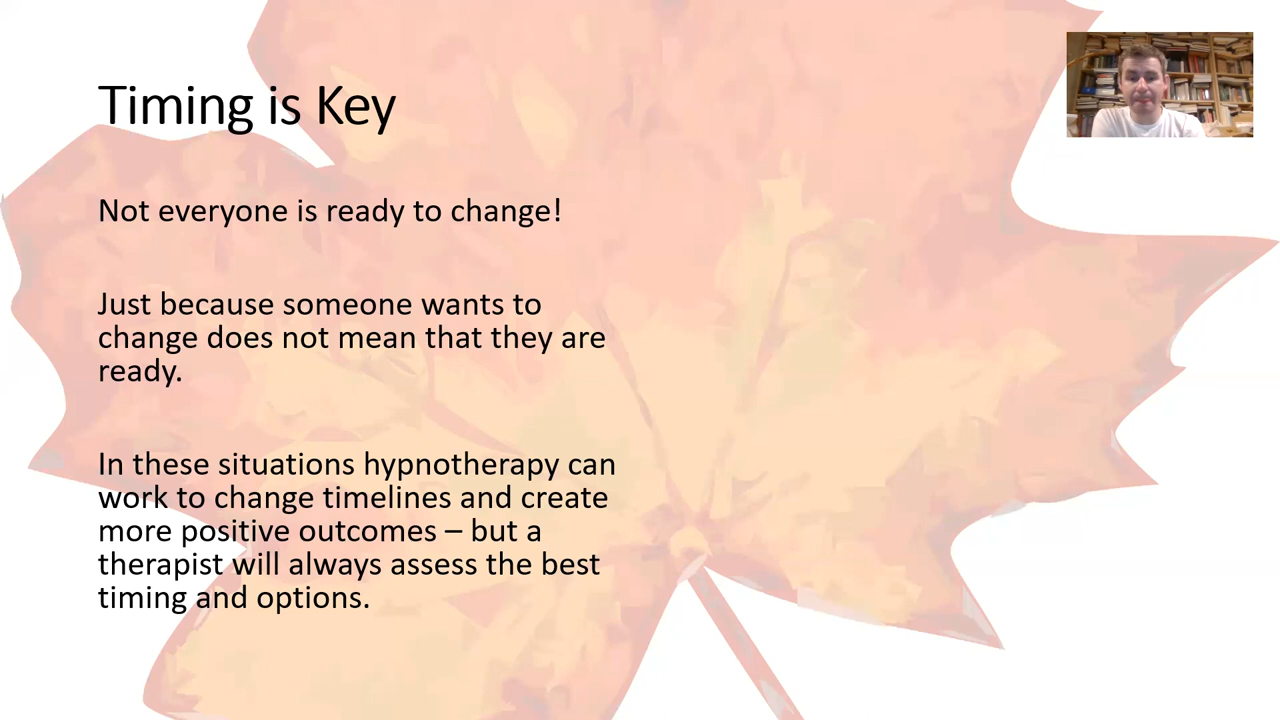 Timing is Key
Not everyone is ready to change!
Just because someone wants to
change does not mean that they are
ready.
In these situations hypnotherapy can
work to change timelines and create
more positive outcomes – but a
therapist will always assess the best
timing and options.